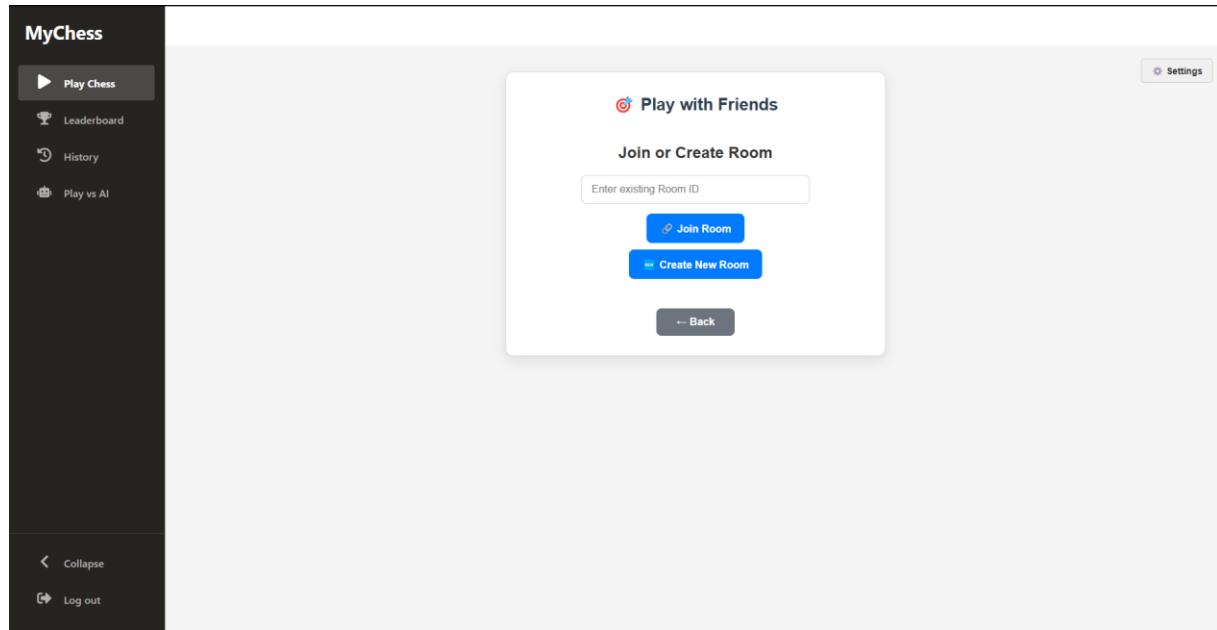 MyChess
Play Chess
Leaderboard
History
Play vs AI
Collapse
Log out
⚙ Settings
🎯 Play with Friends
Join or Create Room
Enter existing Room ID
🔗 Join Room
🆕 Create New Room
← Back